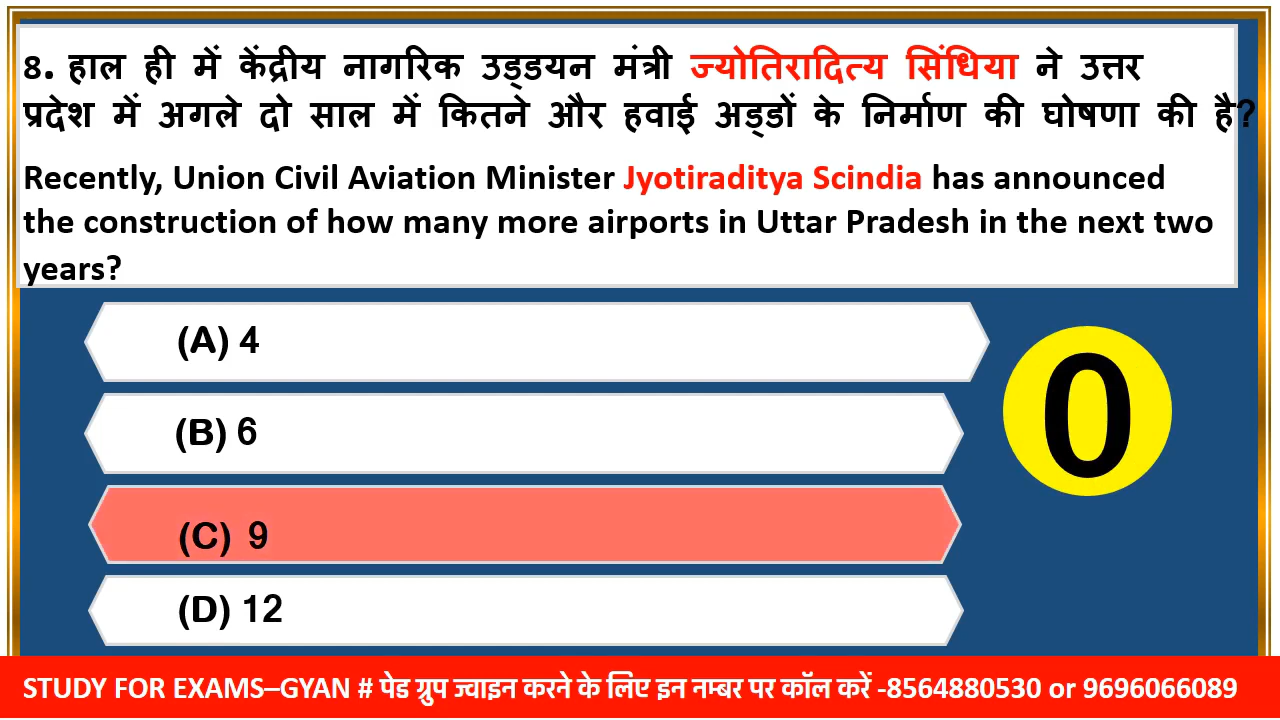 8. हाल ही में केंद्रीय नागरिक उड्डयन मंत्री ज्योतिरादित्य सिंधिया ने उत्तर
प्रदेश में अगले दो साल में कितने और हवाई अड्डों के निर्माण की घोषणा की है?
Recently, Union Civil Aviation Minister Jyotiraditya Scindia has announced
the construction of how many more airports in Uttar Pradesh in the next two
years?
(A) 4
(B) 6
(C) 9
(D) 12
0
STUDY FOR EXAMS–GYAN # पेड ग्रुप ज्वाइन करने के लिए इन नम्बर पर कॉल करें -8564880530 or 9696066089